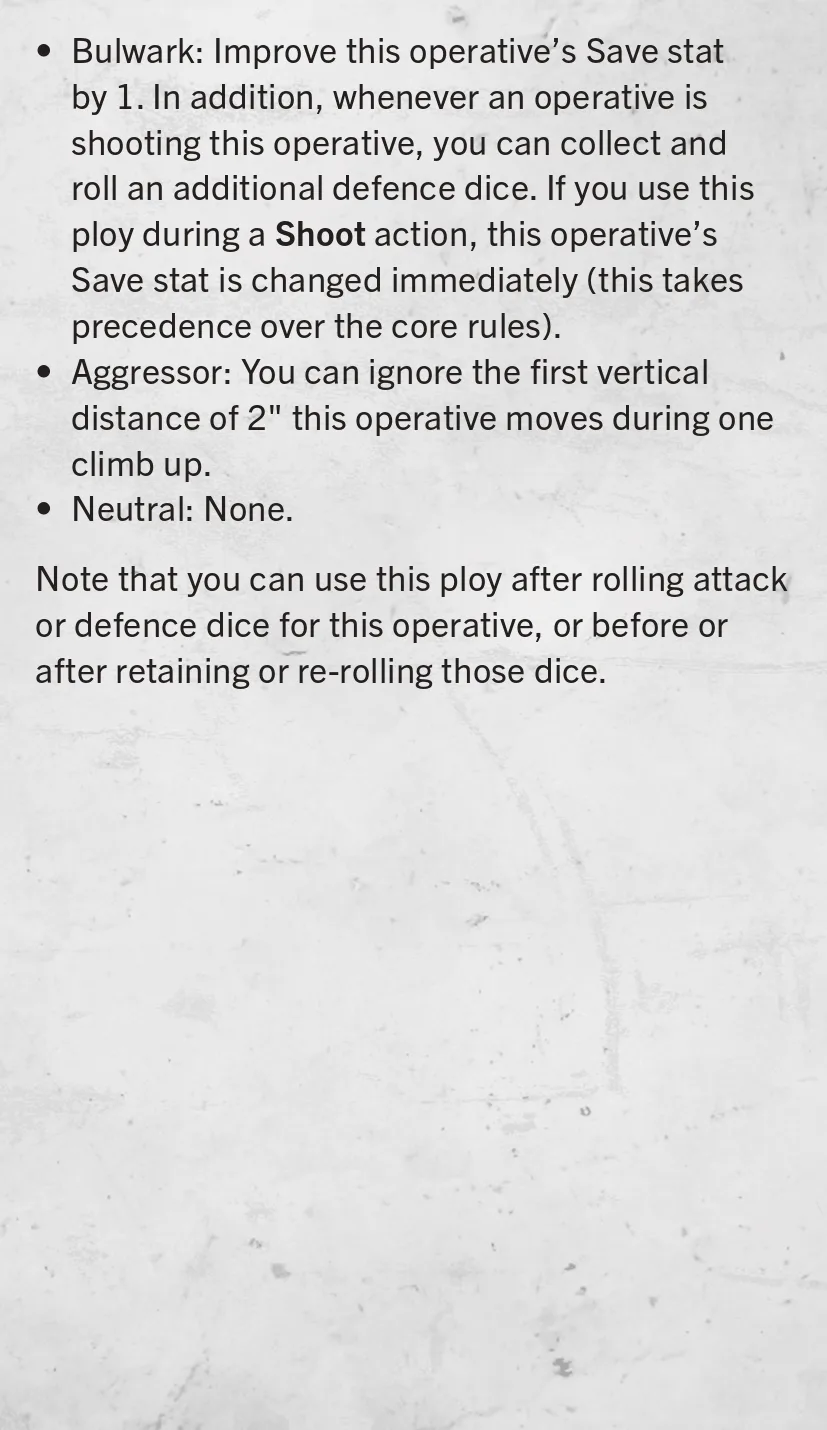 • Bulwark: Improve this operative’s Save stat
by 1. In addition, whenever an operative is
shooting this operative, you can collect and
roll an additional defence dice. If you use this
ploy during a Shoot action, this operative’s
Save stat is changed immediately (this takes
precedence over the core rules).
• Aggressor: You can ignore the first vertical
distance of 2" this operative moves during one
climb up.
• Neutral: None.
Note that you can use this ploy after rolling attack
or defence dice for this operative, or before or
after retaining or re-rolling those dice.